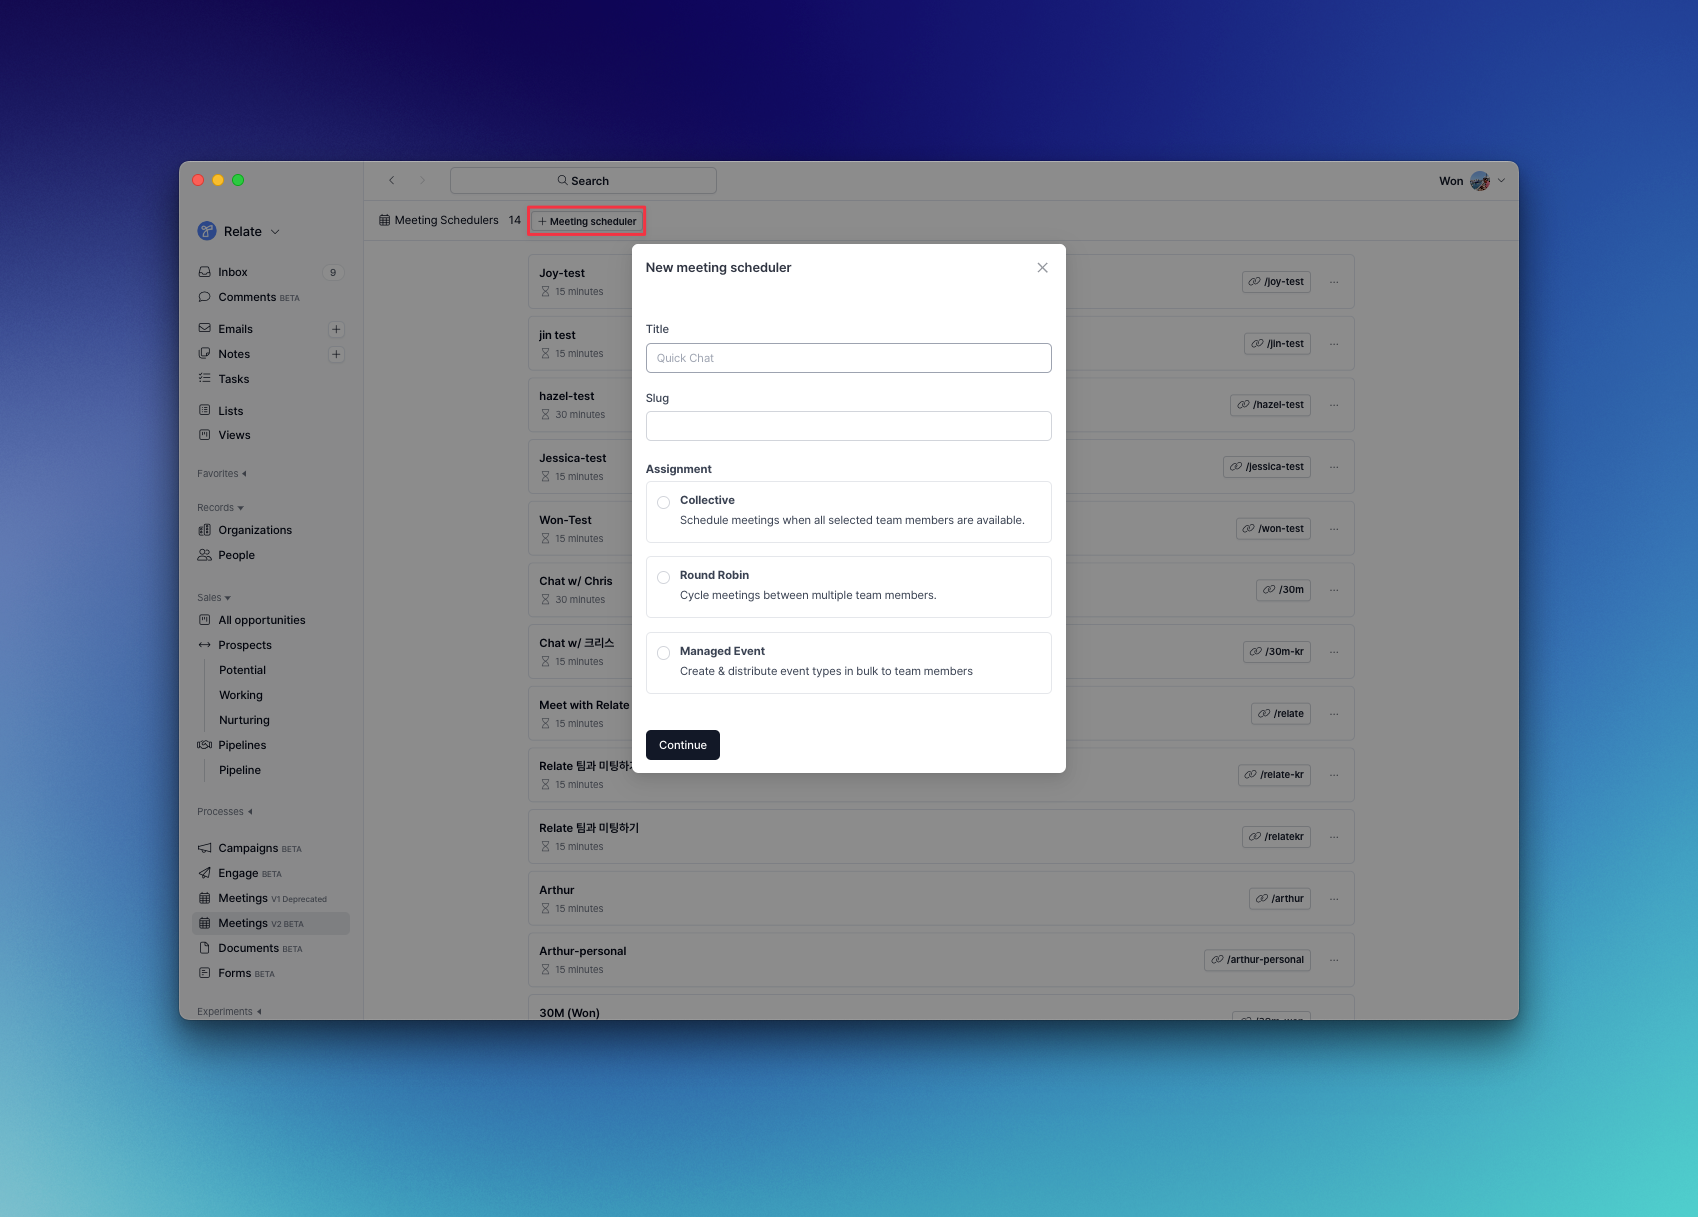 Search
Won
Meeting Schedulers 14
+ Meeting scheduler
Relate
Inbox 9
Comments BETA
Emails +
Notes +
Tasks
Lists
Views
Favorites
Records
Organizations
People
Sales
All opportunities
Prospects
Potential
Working
Nurturing
Pipelines
Pipeline
Processes
Campaigns BETA
Engage BETA
Meetings V1 Deprecated
Meetings V2 BETA
Documents BETA
Forms BETA
Experiments
Joy-test
15 minutes
/joy-test
jin test
15 minutes
/jin-test
hazel-test
30 minutes
/hazel-test
Jessica-test
15 minutes
/jessica-test
Won-Test
15 minutes
/won-test
Chat w/ Chris
30 minutes
/30m
Chat w/ 크리스
15 minutes
/30m-kr
Meet with Relate
15 minutes
/relate
Relate 팀과 미팅하
15 minutes
/relate-kr
Relate 팀과 미팅하기
15 minutes
/relatekr
Arthur
15 minutes
/arthur
Arthur-personal
15 minutes
/arthur-personal
30M (Won)
New meeting scheduler
Title
Quick Chat
Slug
Assignment
Collective
Schedule meetings when all selected team members are available.
Round Robin
Cycle meetings between multiple team members.
Managed Event
Create & distribute event types in bulk to team members
Continue